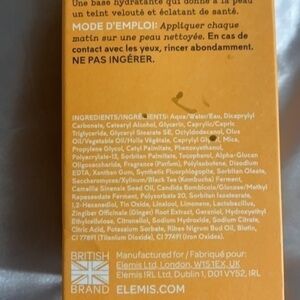 Une base hydratante qui donne à la peau
un teint velouté et éclatant de santé.
MODE D'EMPLOI: Appliquer chaque
matin sur une peau nettoyée. En cas de
contact avec les yeux, rincer abondamment.
NE PAS INGÉRER.
INGREDIENTS/INGRÉDIENTS: Aqua/Water/Eau, Dicaprylyl
Carbonate, Cetearyl Alcohol, Glycerin, Caprylic/Capric
Triglyceride, Glyceryl Stearate SE, Octyldodecanol, Olus
Oil/Vegetable Oil/Huile Végétale, Caprylyl Glycol, Mica,
Propylene Glycol, Cetyl Palmitate, Phenoxyethanol,
Polyacrylate-13, Sorbitan Palmitate, Tocopherol, Alpha-Glucan
Oligosaccharide, Fragrance (Parfum), Polyisobutene, Disodium
EDTA, Xanthan Gum, Synthetic Fluorphlogopite, Sorbitan Oleate,
Saccharomyces/Xylinum/Black Tea (Kombucha) Ferment,
Camellia Sinensis Seed Oil, Candida Bombicola/Glucose/Methyl
Rapeseedate Ferment, Polysorbate 20, Sorbitan Isostearate,
1,2-Hexanediol, Tin Oxide, Linalool, Limonene, Lactobacillus,
Zingiber Officinale (Ginger) Root Extract, Geraniol, Hydroxyethyl
Ethylcellulose, Citronellol, Sodium Hydroxide, Sodium Citrate,
Citric Acid, Potassium Sorbate, Ribes Nigrum Bud Oil, Biotin,
CI 77891 (Titanium Dioxide), CI 77491 (Iron Oxides).
BRITISH
BRAND
Manufactured for / Fabriqué pour:
Elemis Ltd, London, W1S 1EX, UK
Elemis IRL Ltd. Dublin 1, D01 VY52, IRL
ELEMIS.COM